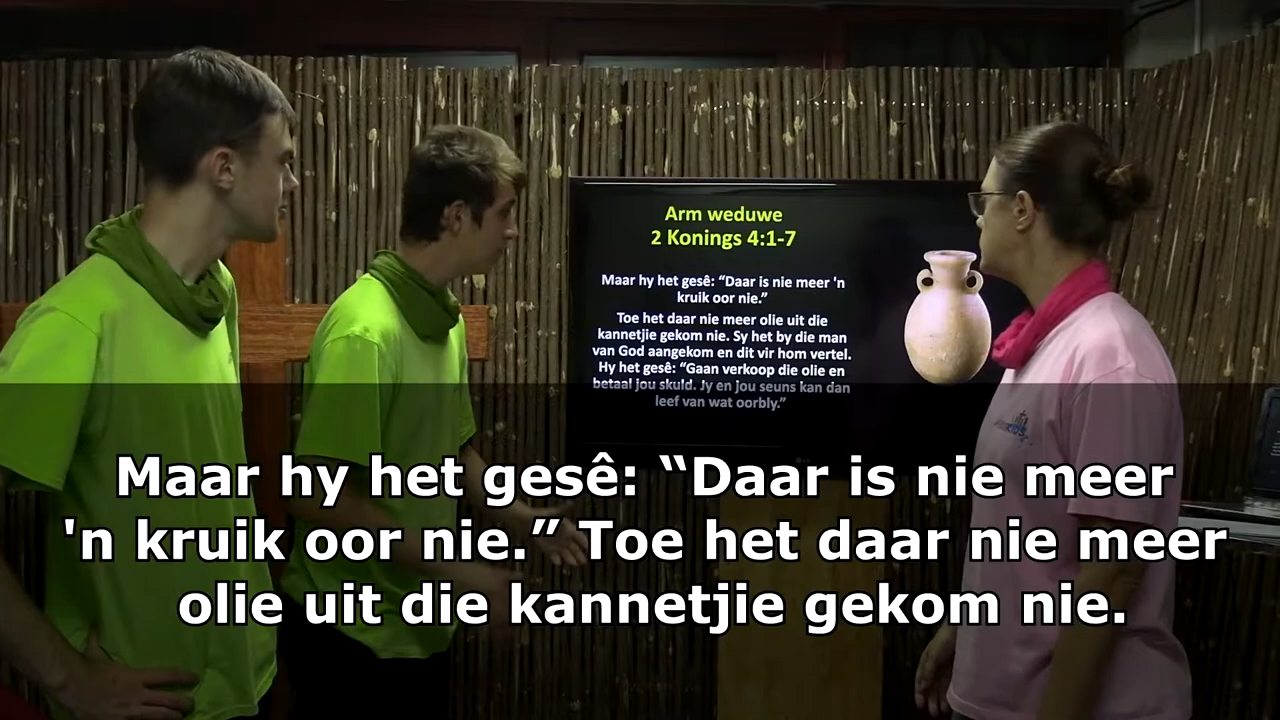 Arm weduwe
2 Konings 4:1-7
Maar hy het gesê: “Daar is nie meer 'n
kruik oor nie.”
Toe het daar nie meer olie uit die
kannetjie gekom nie. Sy het by die man
van God aangekom en dit vir hom vertel.
Hy het gesê: “Gaan verkoop die olie en
betaal jou skuld. Jy en jou seuns kan dan
leef van wat oorbly.”
Maar hy het gesê: “Daar is nie meer
'n kruik oor nie.” Toe het daar nie meer
olie uit die kannetjie gekom nie.